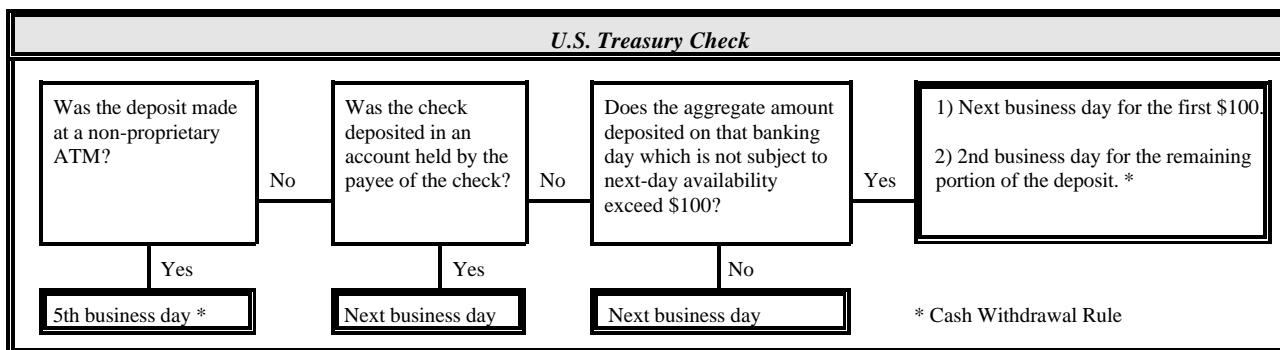 U.S. Treasury Check
Was the deposit made
at a non-proprietary
ATM?
No
Was the check
deposited in an
account held by the
payee of the check?
No
Does the aggregate amount
deposited on that banking
day which is not subject to
next-day availability
exceed $100?
Yes
1) Next business day for the first $100.
2) 2nd business day for the remaining
portion of the deposit. *
Yes
Yes
No
5th business day *
Next business day
Next business day
* Cash Withdrawal Rule